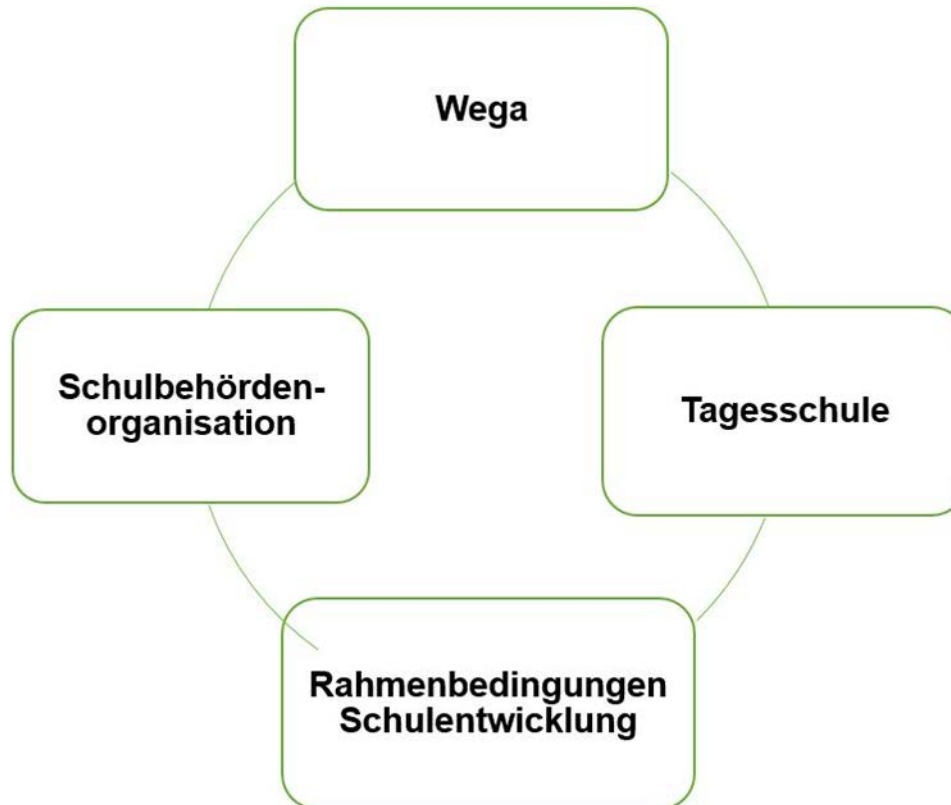 Wega
Schulbehörden-
organisation
Tagesschule
Rahmenbedingungen
Schulentwicklung